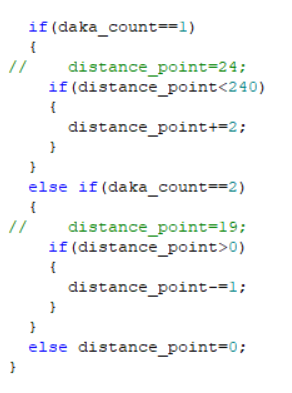 if(daka_count==1)
{
//    distance_point=24;
if(distance_point<240)
{
distance_point+=2;
}
}
else if(daka_count==2)
{
//    distance_point=19;
if(distance_point>0)
{
distance_point-=1;
}
}
else distance_point=0;
}